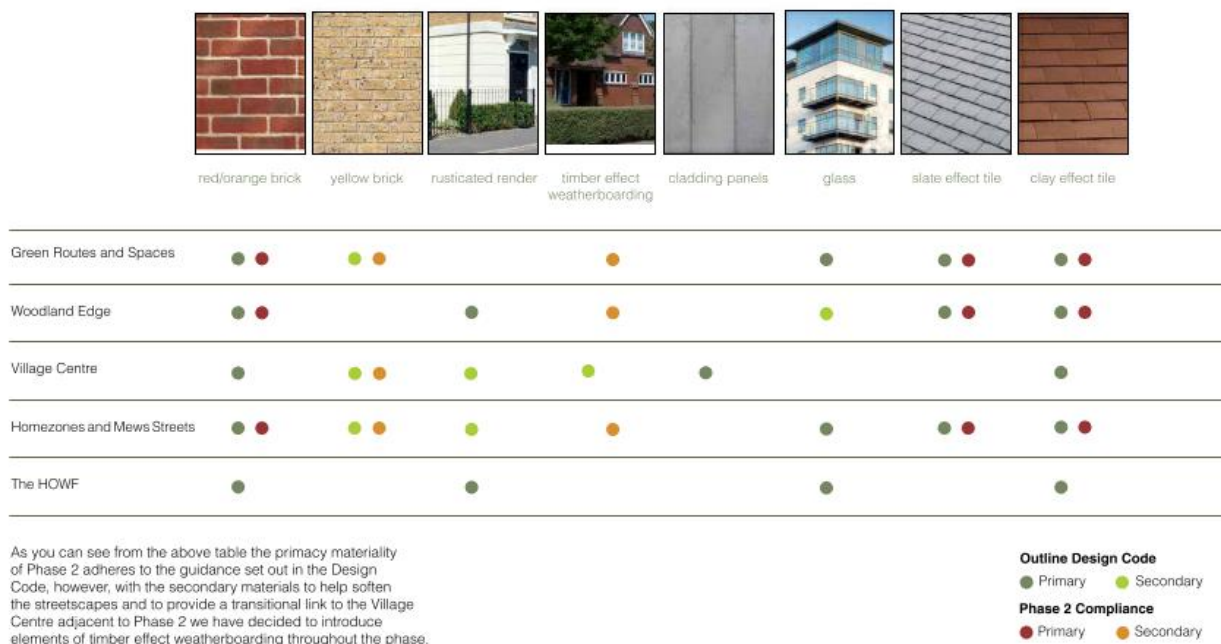 red/orange brick
yellow brick
rusticated render
timber effect
weatherboarding
cladding panels
glass
slate effect tile
clay effect tile
Green Routes and Spaces
Woodland Edge
Village Centre
Homezones and Mews Streets
The HOWF
As you can see from the above table the primacy materiality
of Phase 2 adheres to the guidance set out in the Design
Code, however, with the secondary materials to help soften
the streetscapes and to provide a transitional link to the Village
Centre adjacent to Phase 2 we have decided to introduce
elements of timber effect weatherboarding throughout the phase.
Outline Design Code
Primary Secondary
Phase 2 Compliance
Primary Secondary